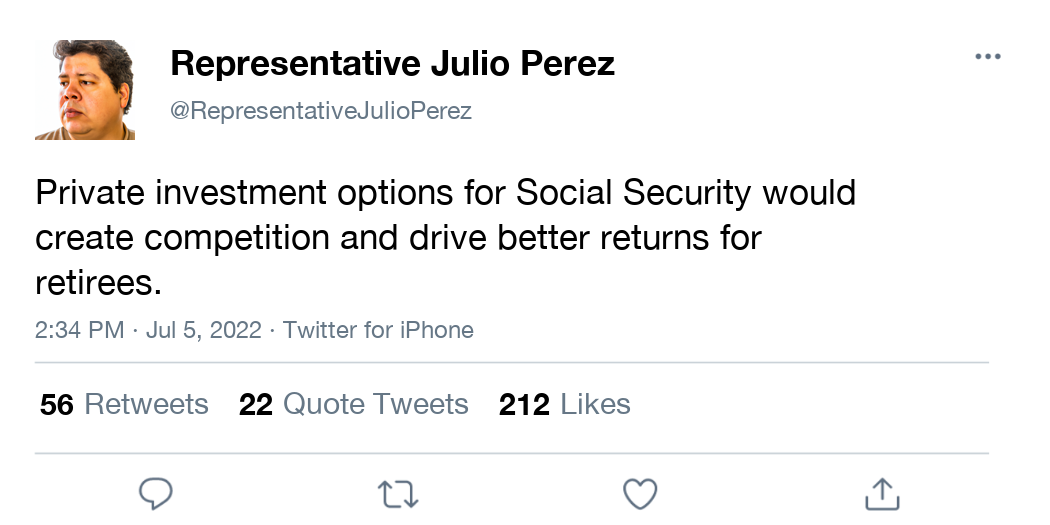 Representative Julio Perez
@RepresentativeJulioPerez
Private investment options for Social Security would
create competition and drive better returns for
retirees.
2:34 PM · Jul 5, 2022 · Twitter for iPhone
56 Retweets 22 Quote Tweets 212 Likes